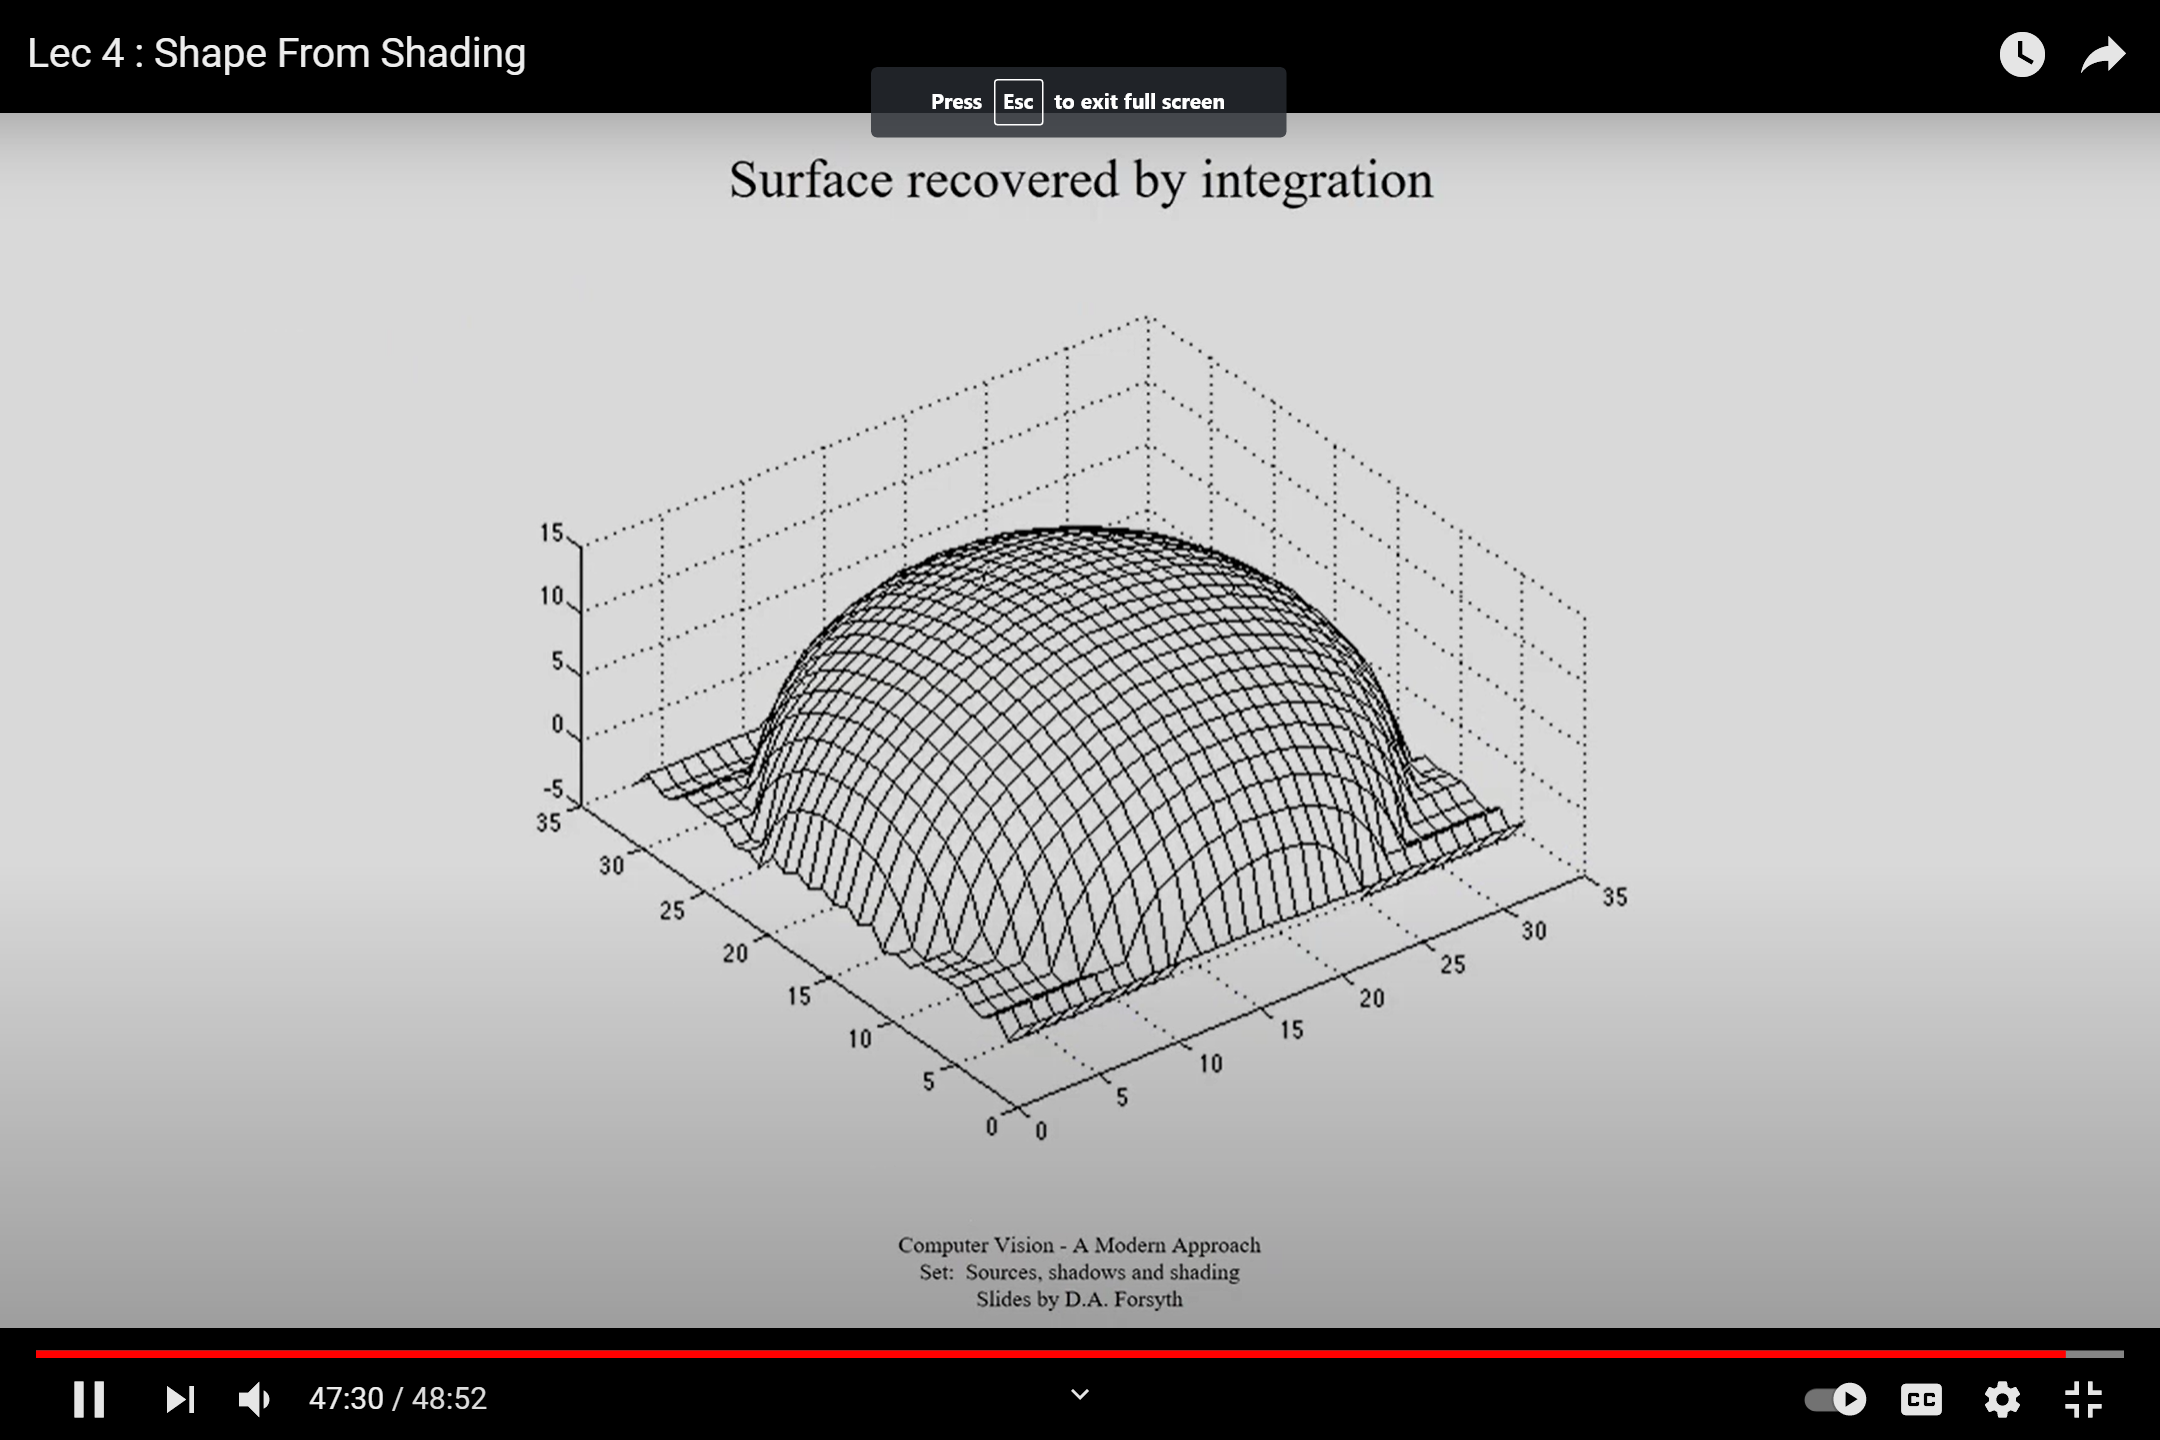 Lec 4 : Shape From Shading
Press Esc to exit full screen
Surface recovered by integration
15
10
5
0
-5
35
30
25
20
15
10
5
0
0
5
10
15
20
25
30
35
Computer Vision - A Modern Approach
Set: Sources, shadows and shading
Slides by D.A. Forsyth
47:30 / 48:52
CC